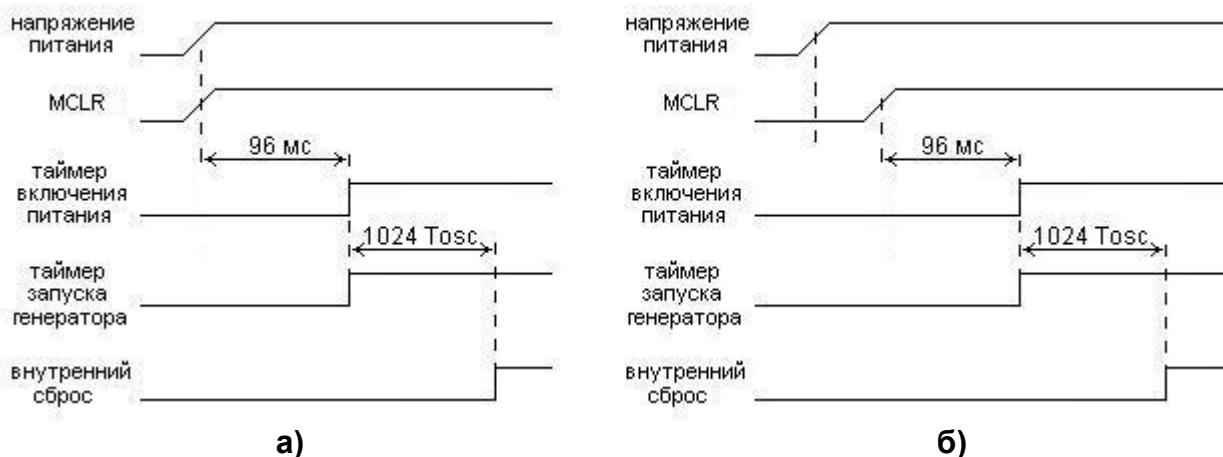 напряжение
питания
MCLR
96 мс
таймер
включения
питания
1024 Tosc
таймер
запуска
генератора
внутренний
сброс
а)
напряжение
питания
MCLR
96 мс
таймер
включения
питания
1024 Tosc
таймер
запуска
генератора
внутренний
сброс
б)